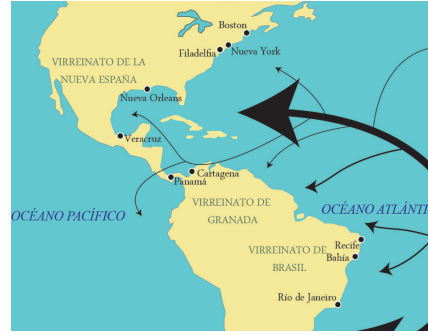 Boston
Nueva York
Filadelfia
VIRREINATO DE LA
NUEVA ESPAÑA
Nueva Orleans
Veracruz
Cartagena
Panamá
VIRREINATO DE
GRANADA
OCÉANO PACÍFICO
OCÉANO ATLÁNTI
Recife
VIRREINATO DE
BRASIL
Bahía
Río de Janeiro